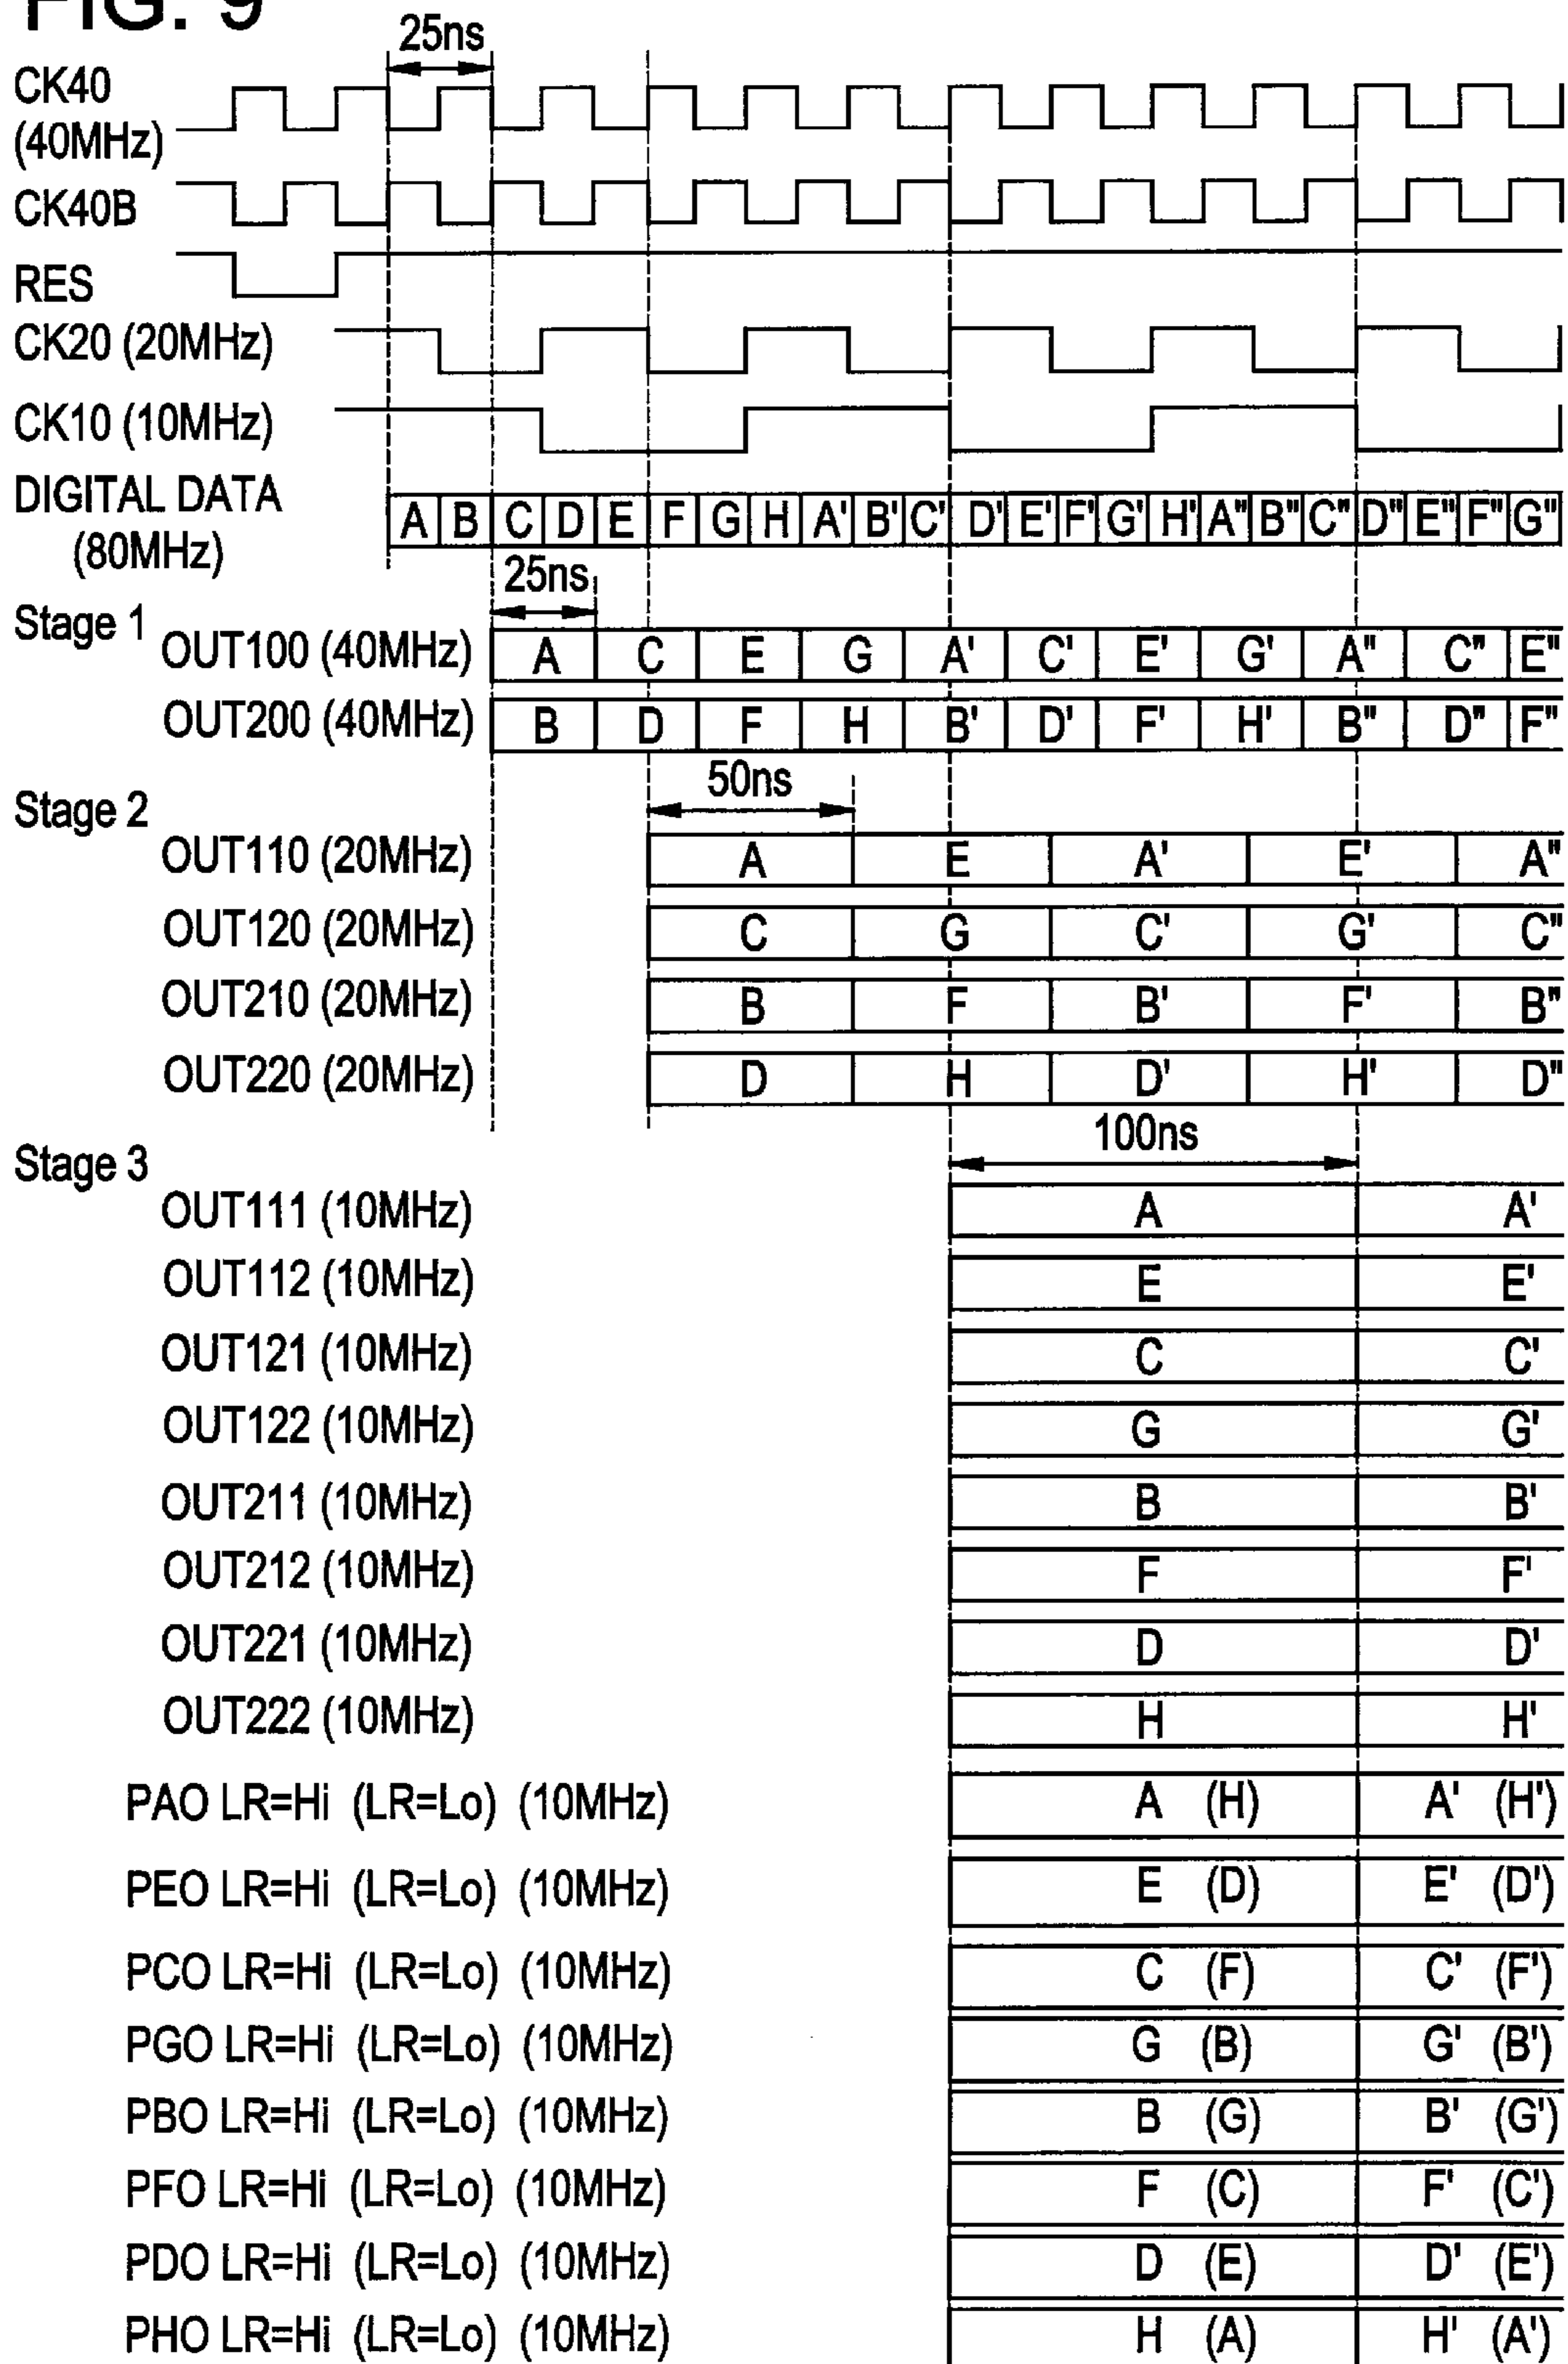 FIG. 9
25ns
CK40
(40MHz)
CK40B
RES
CK20 (20MHz)
CK10 (10MHz)
DIGITAL DATA
(80MHz)
A B C D E F G H A' B' C' D' E' F' G' H' A" B" C" D" E" F" G"
25ns
Stage 1
OUT100 (40MHz) A C E G A' C' E' G' A" C" E"
OUT200 (40MHz) B D F H B' D' F' H' B" D" F"
50ns
Stage 2
OUT110 (20MHz) A E A' E' A"
OUT120 (20MHz) C G C' G' C"
OUT210 (20MHz) B F B' F' B"
OUT220 (20MHz) D H D' H' D"
100ns
Stage 3
OUT111 (10MHz) A A'
OUT112 (10MHz) E E'
OUT121 (10MHz) C C'
OUT122 (10MHz) G G'
OUT211 (10MHz) B B'
OUT212 (10MHz) F F'
OUT221 (10MHz) D D'
OUT222 (10MHz) H H'
PAO LR=Hi (LR=Lo) (10MHz) A (H) A' (H')
PEO LR=Hi (LR=Lo) (10MHz) E (D) E' (D')
PCO LR=Hi (LR=Lo) (10MHz) C (F) C' (F')
PGO LR=Hi (LR=Lo) (10MHz) G (B) G' (B')
PBO LR=Hi (LR=Lo) (10MHz) B (G) B' (G')
PFO LR=Hi (LR=Lo) (10MHz) F (C) F' (C')
PDO LR=Hi (LR=Lo) (10MHz) D (E) D' (E')
PHO LR=Hi (LR=Lo) (10MHz) H (A) H' (A')